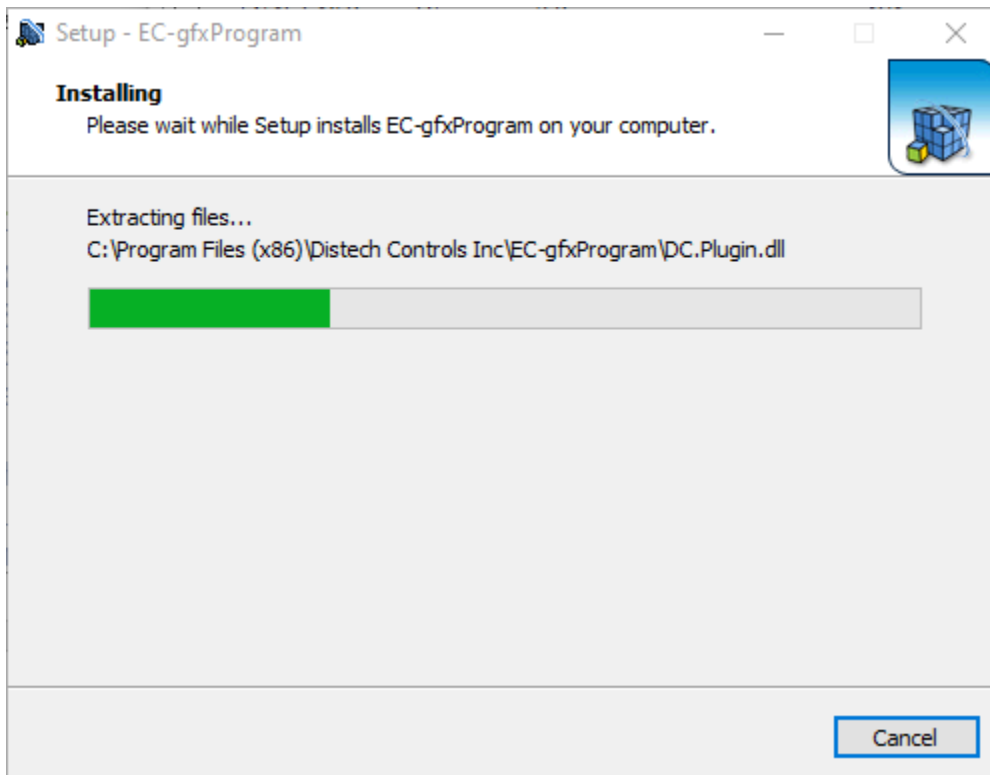 Setup - EC-gfxProgram
Installing
Please wait while Setup installs EC-gfxProgram on your computer.
Extracting files...
C:\Program Files (x86)\Distech Controls Inc\EC-gfxProgram\DC.Plugin.dll
Cancel